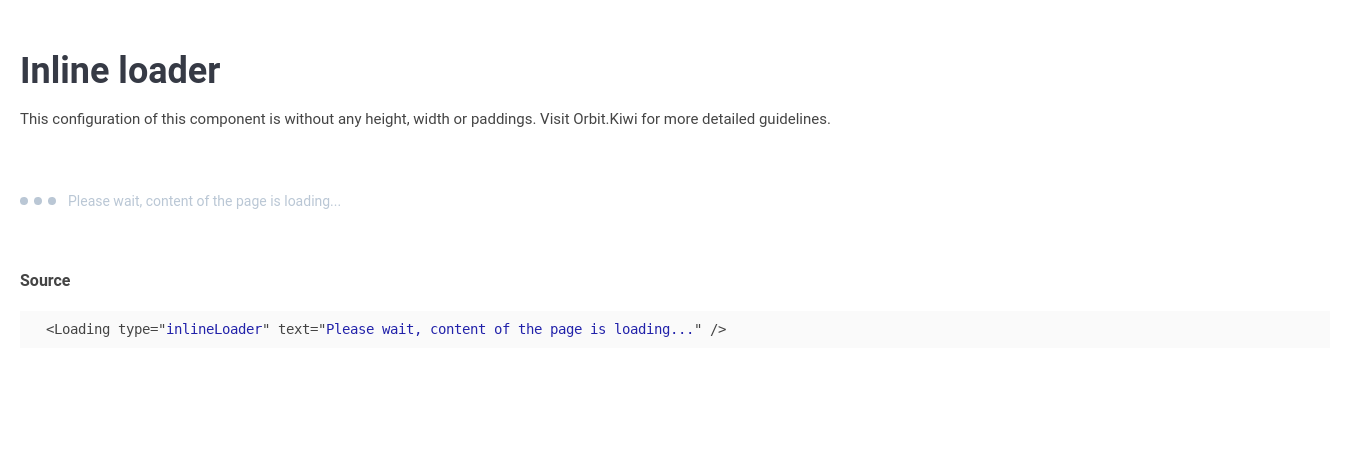 Inline loader
This configuration of this component is without any height, width or paddings. Visit Orbit.Kiwi for more detailed guidelines.
Please wait, content of the page is loading...
Source
<Loading type="inlineLoader" text="Please wait, content of the page is loading..." />